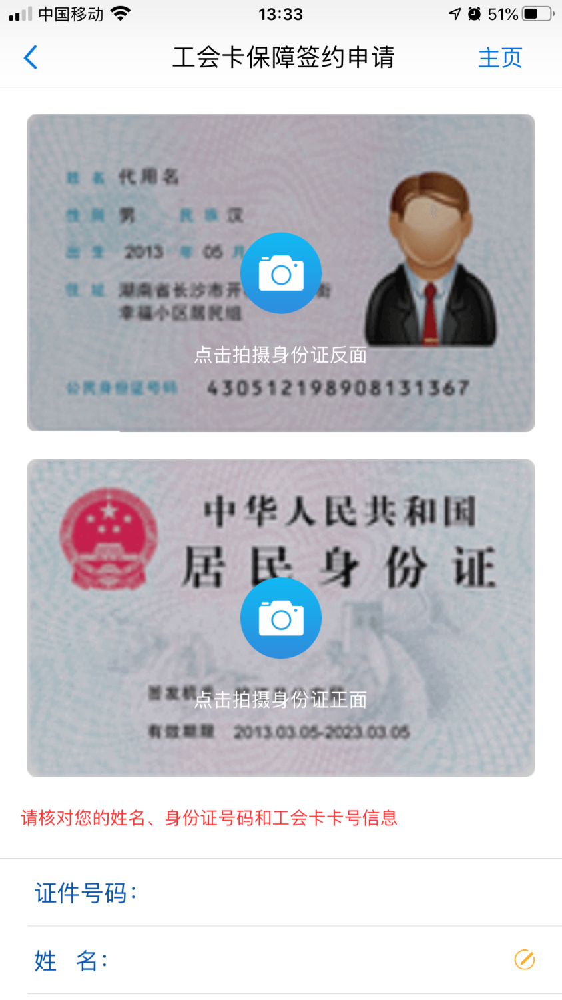 中国移动 13:33 51%
工会卡保障签约申请 主页
姓 名 代用名
性 别 男 民 族 汉
出 生 2013 年 05 月
住 址 湖南省长沙市开 街
幸福小区居民组
点击拍摄身份证反面
公民身份证号码 430512198908131367
中华人民共和国
居民身份证
签发机关
点击拍摄身份证正面
有效期限 2013.03.05-2023.03.05
请核对您的姓名、身份证号码和工会卡卡号信息
证件号码：
姓 名：